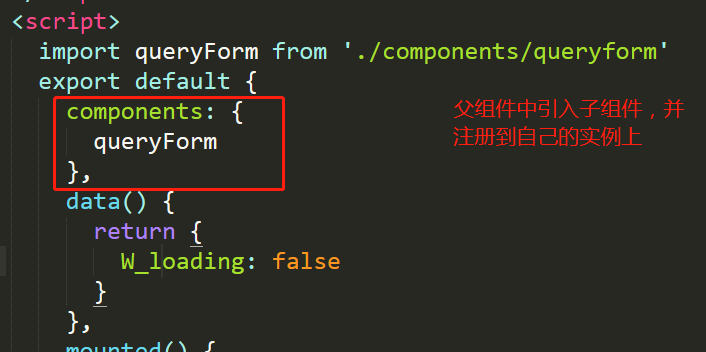 <script>
import queryForm from './components/queryform'
export default {
components: {
queryForm
},
data() {
return {
W_loading: false
}
},
mounted() {
父组件中引入子组件，并
注册到自己的实例上